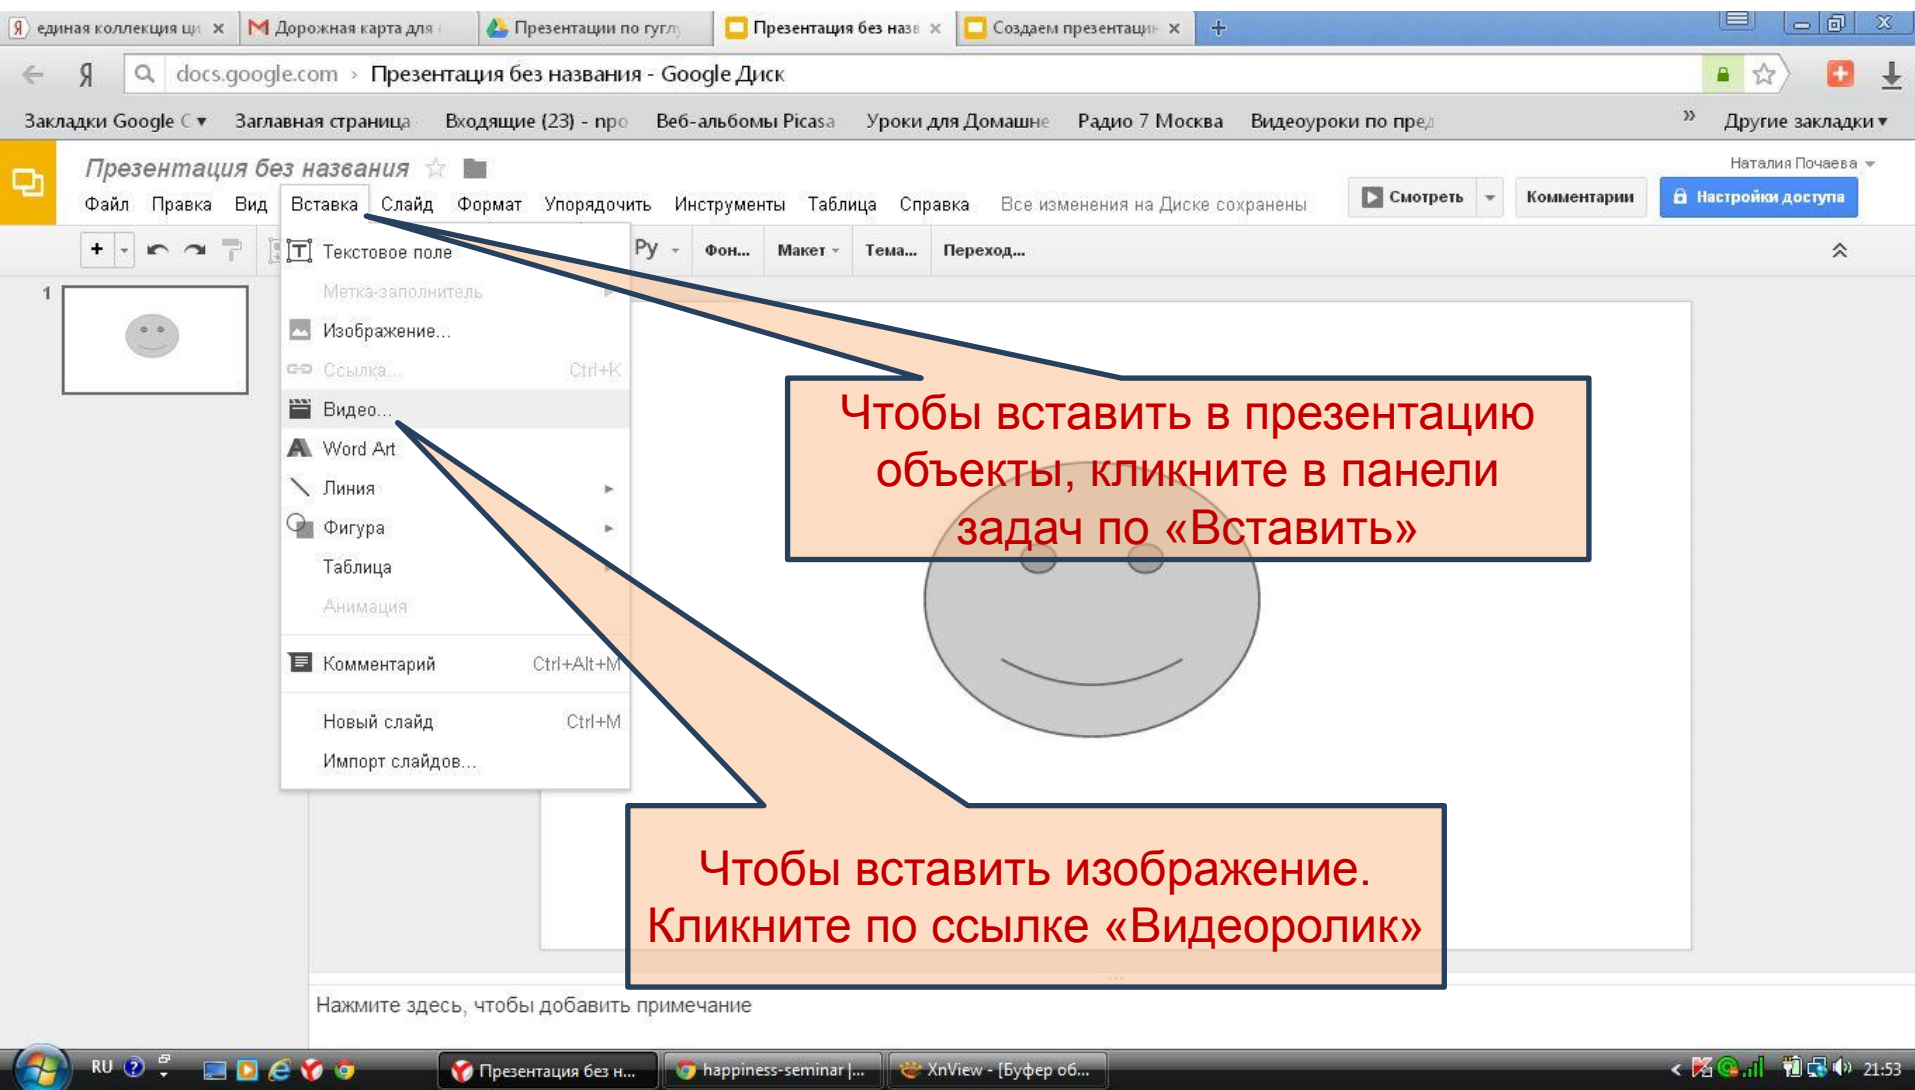 единая коллекция ци
Дорожная карта для
Презентации по гугл
Презентация без назв
Создаем презентаци
docs.google.com › Презентация без названия - Google Диск
Закладки Google
Заглавная страница
Входящие (23) - про
Веб-альбомы Picasa
Уроки для Домашне
Радио 7 Москва
Видеоуроки по пред
» Другие закладки
Презентация без названия
Наталия Почаева
Файл Правка Вид Вставка Слайд Формат Упорядочить Инструменты Таблица Справка Все изменения на Диске сохранены
Смотреть
Комментарии
Настройки доступа
Ру Фон... Макет Тема... Переход...
1
Текстовое поле
Метка-заполнитель
Изображение...
Ссылка... Ctrl+K
Видео...
Word Art
Линия
Фигура
Таблица
Анимация
Комментарий Ctrl+Alt+M
Новый слайд Ctrl+M
Импорт слайдов...
Чтобы вставить в презентацию
объекты, кликните в панели
задач по «Вставить»
Чтобы вставить изображение.
Кликните по ссылке «Видеоролик»
Нажмите здесь, чтобы добавить примечание
RU
Презентация без н...
happiness-seminar |...
XnView - [Буфер об...
21:53